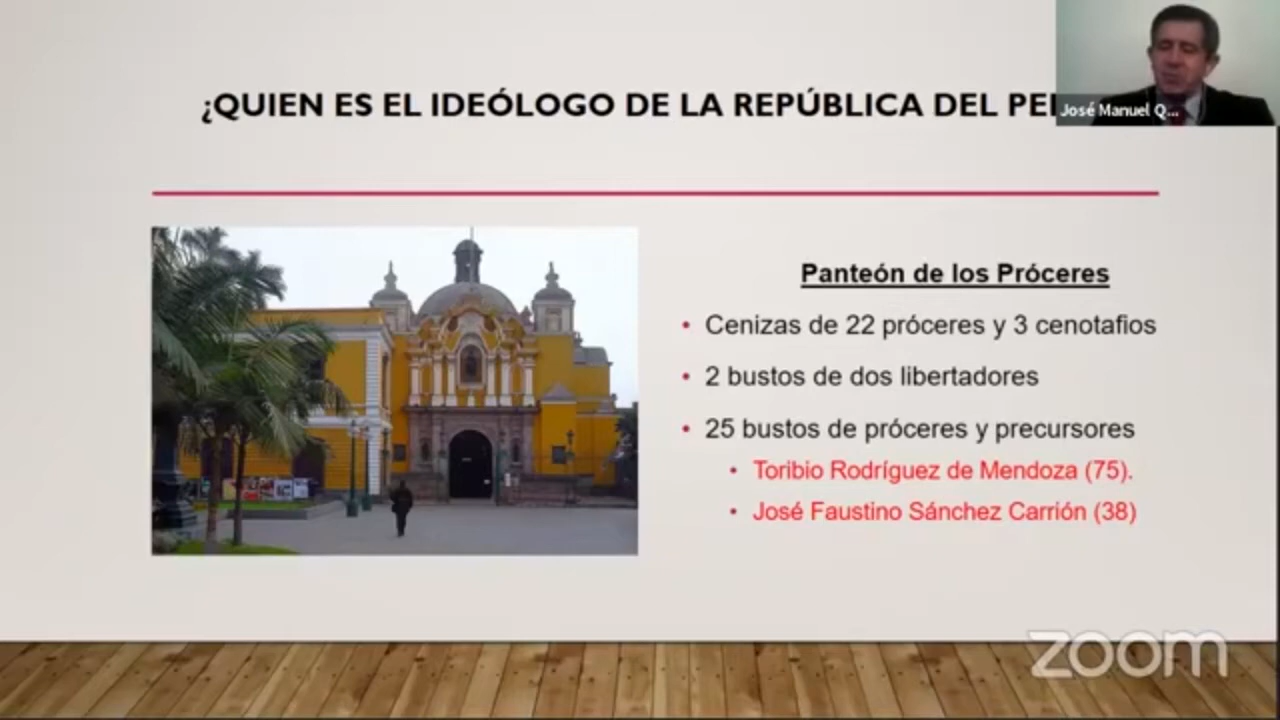 ¿QUIEN ES EL IDEÓLOGO DE LA REPÚBLICA DEL
José Manuel Q...
Panteón de los Próceres
• Cenizas de 22 próceres y 3 cenotafios
• 2 bustos de dos libertadores
• 25 bustos de próceres y precursores
• Toribio Rodríguez de Mendoza (75).
• José Faustino Sánchez Carrión (38)
zoom